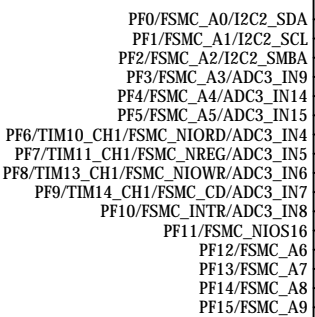 PF0/FSMC_A0/I2C2_SDA
PF1/FSMC_A1/I2C2_SCL
PF2/FSMC_A2/I2C2_SMBA
PF3/FSMC_A3/ADC3_IN9
PF4/FSMC_A4/ADC3_IN14
PF5/FSMC_A5/ADC3_IN15
PF6/TIM10_CH1/FSMC_NIORD/ADC3_IN4
PF7/TIM11_CH1/FSMC_NREG/ADC3_IN5
PF8/TIM13_CH1/FSMC_NIOWR/ADC3_IN6
PF9/TIM14_CH1/FSMC_CD/ADC3_IN7
PF10/FSMC_INTR/ADC3_IN8
PF11/FSMC_NIOS16
PF12/FSMC_A6
PF13/FSMC_A7
PF14/FSMC_A8
PF15/FSMC_A9